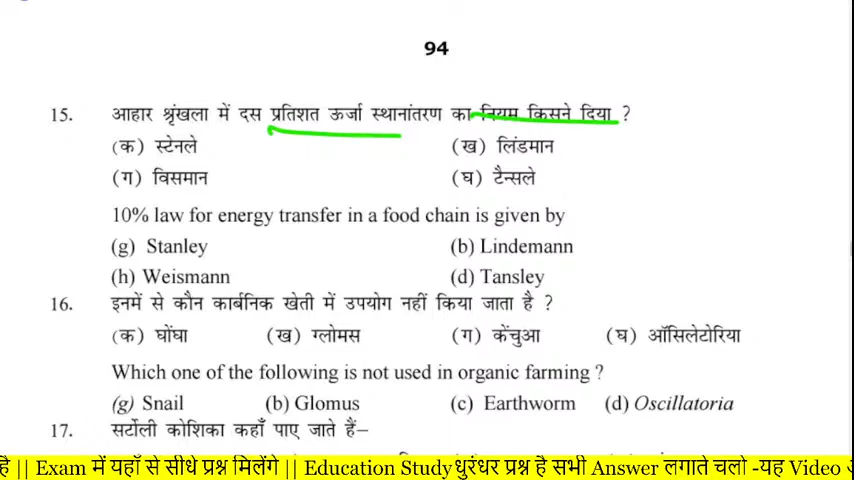 94
15. आहार श्रृंखला में दस प्रतिशत ऊर्जा स्थानांतरण का नियम किसने दिया ?
(क) स्टेनले (ख) लिंडमान
(ग) विसमान (घ) टैन्सले
10% law for energy transfer in a food chain is given by
(g) Stanley (b) Lindemann
(h) Weismann (d) Tansley
16. इनमें से कौन कार्बनिक खेती में उपयोग नहीं किया जाता है ?
(क) घोंघा (ख) ग्लोमस (ग) केंचुआ (घ) ऑसिलेटोरिया
Which one of the following is not used in organic farming ?
(g) Snail (b) Glomus (c) Earthworm (d) Oscillatoria
17. सर्टोली कोशिका कहाँ पाए जाते हैं–
है || Exam में यहाँ से सीधे प्रश्न मिलेंगे || Education Study धुरंधर प्रश्न है सभी Answer लगाते चलो -यह Video